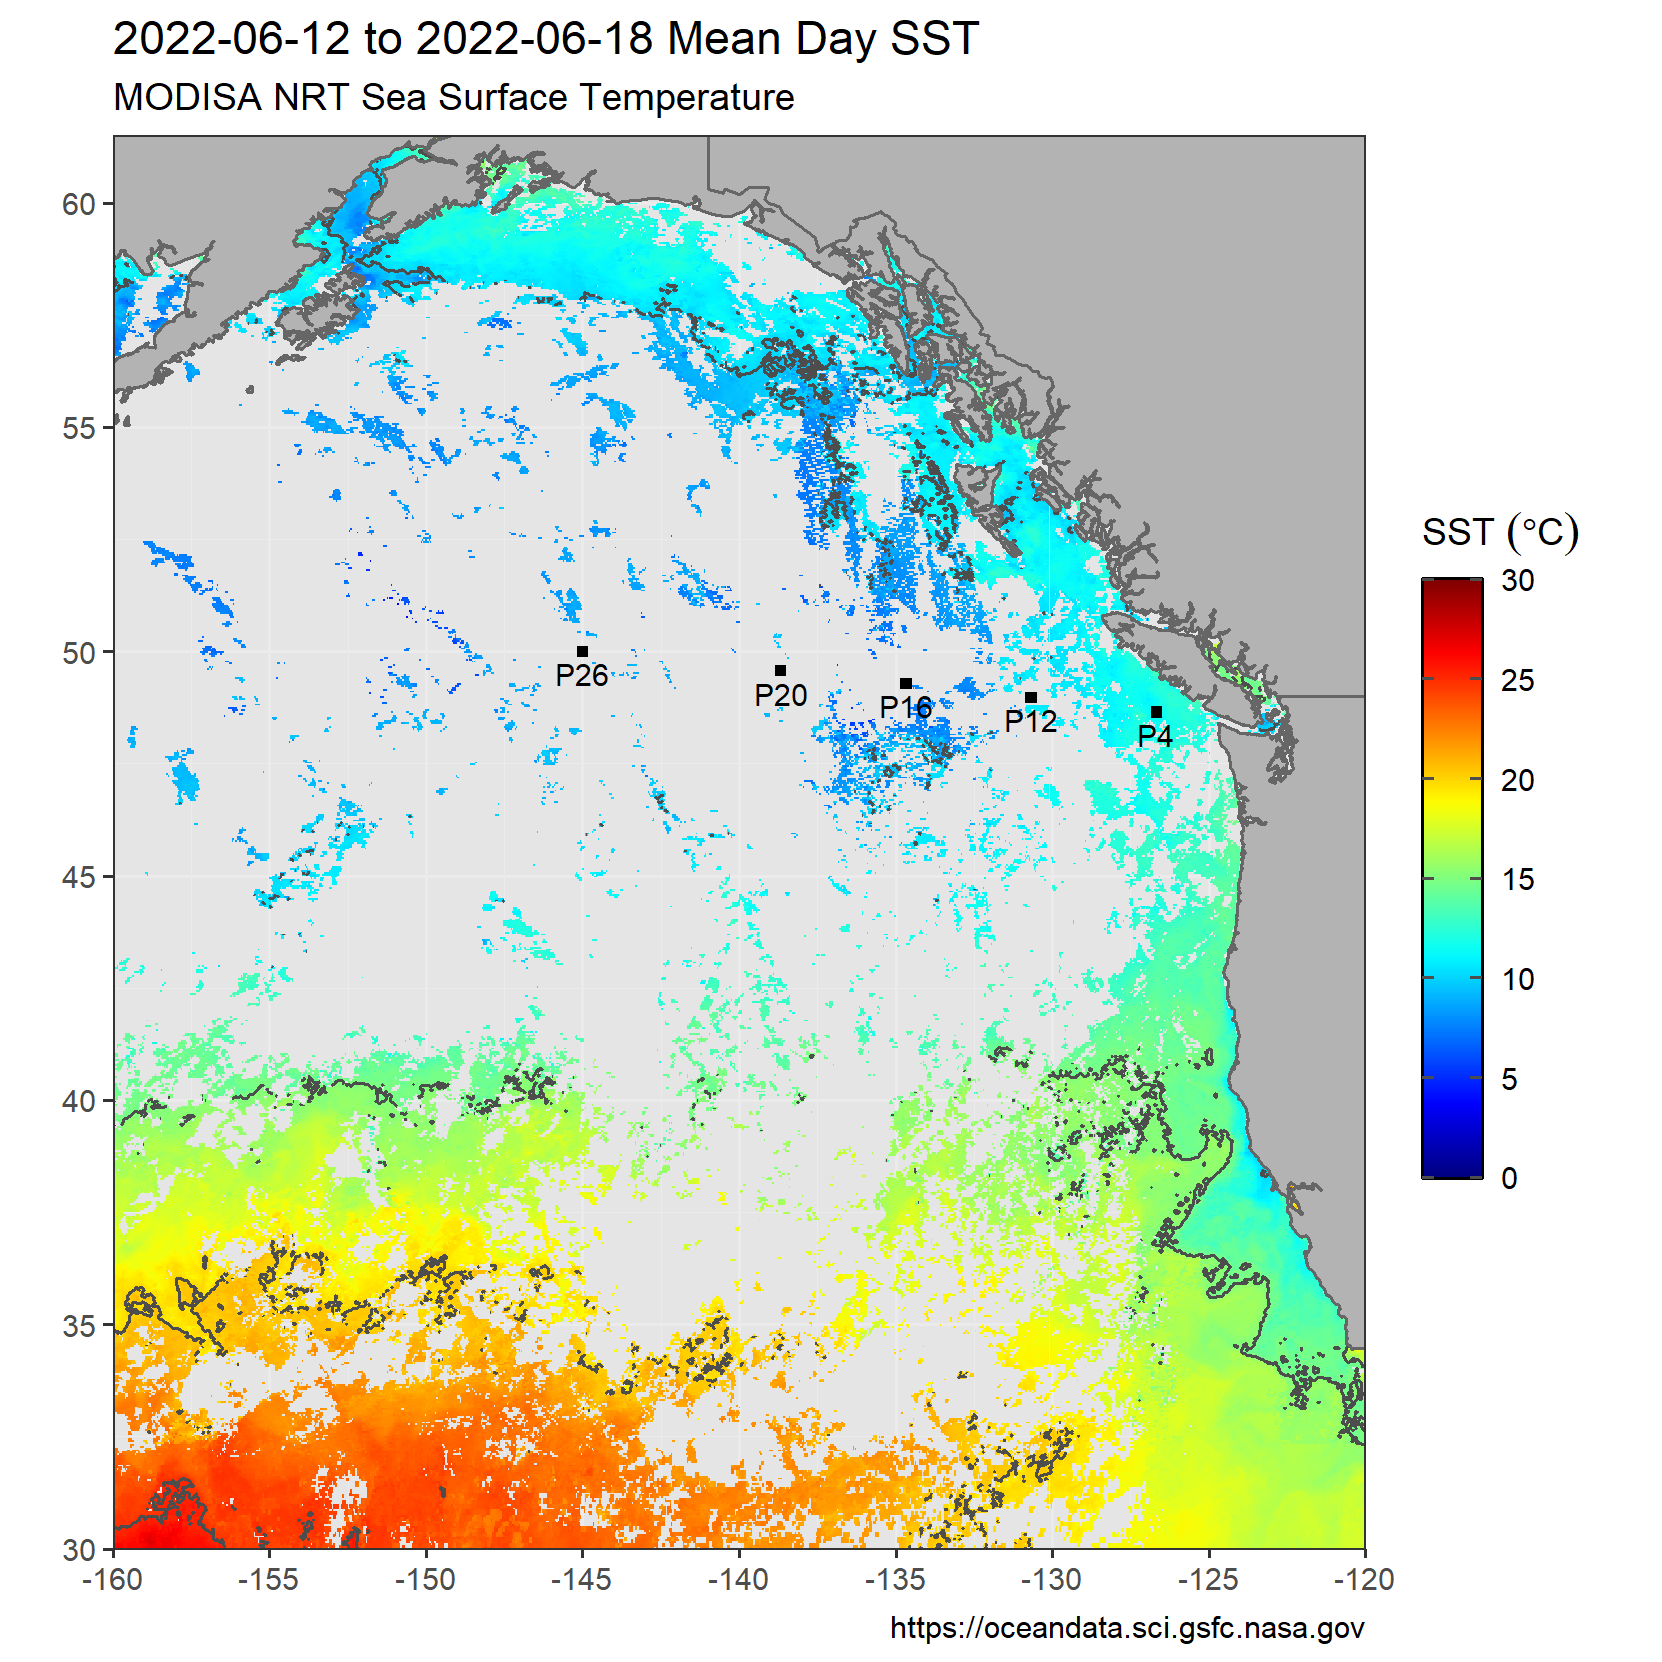 2022-06-12 to 2022-06-18 Mean Day SST
MODISA NRT Sea Surface Temperature
60
55
50
45
40
35
30
-160
-155
-150
-145
-140
-135
-130
-125
-120
P26
P20
P16
P12
P4
SST (°C)
30
25
20
15
10
5
0
https://oceandata.sci.gsfc.nasa.gov